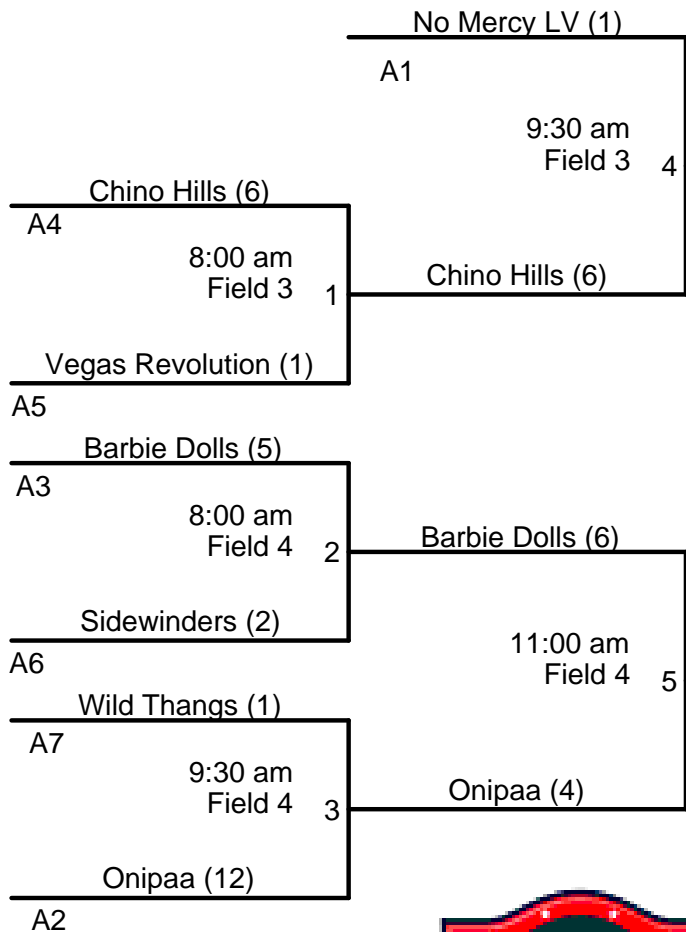 No Mercy LV (1)
A1
9:30 am
Field 3
4
Chino Hills (6)
A4
8:00 am
Field 3
1
Chino Hills (6)
Vegas Revolution (1)
A5
Barbie Dolls (5)
A3
8:00 am
Field 4
2
Barbie Dolls (6)
Sidewinders (2)
A6
11:00 am
Field 4
5
Wild Thangs (1)
A7
9:30 am
Field 4
3
Onipaa (4)
Onipaa (12)
A2